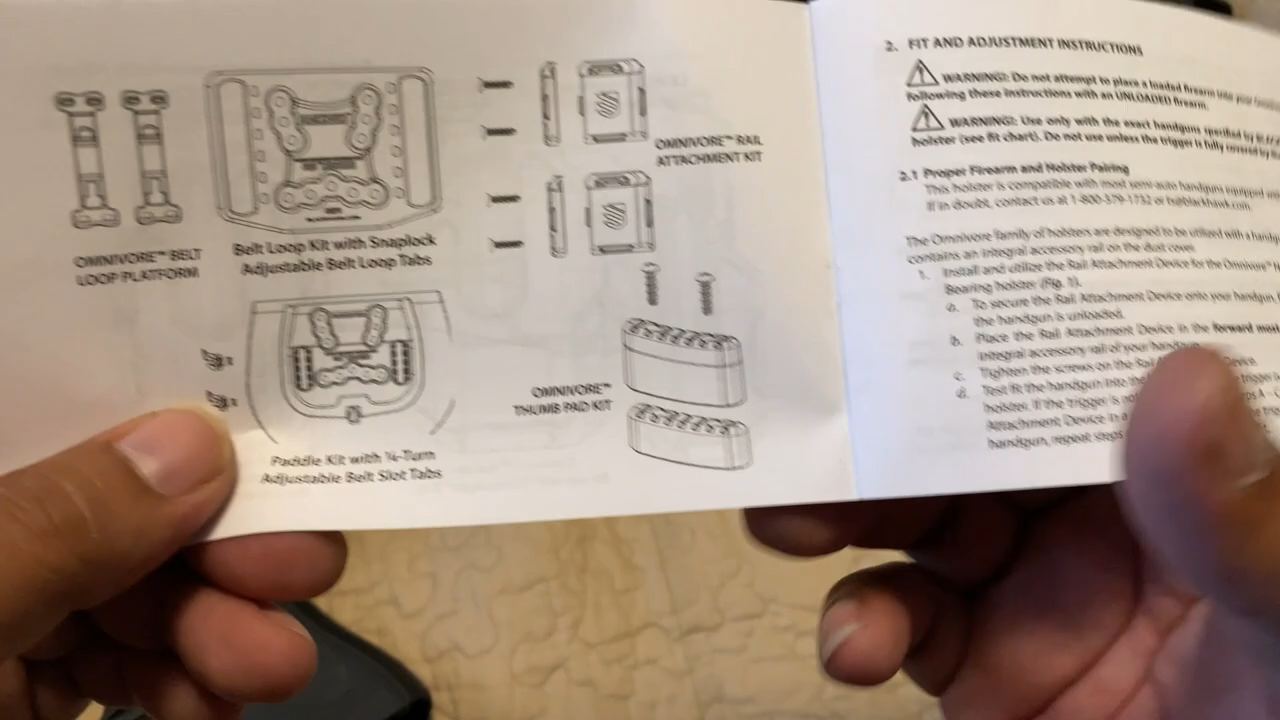 OMNIVORE™ BELT
LOOP PLATFORM
Belt Loop Kit with Snaplock
Adjustable Belt Loop Tabs
OMNIVORE™ RAIL
ATTACHMENT KIT
Paddle Kit with ¼-Turn
Adjustable Belt Slot Tabs
OMNIVORE™
THUMB PAD KIT
2. FIT AND ADJUSTMENT INSTRUCTIONS
WARNING!: Do not attempt to place a loaded firearm into your
following these instructions with an UNLOADED firearm.
WARNING!: Use only with the exact handguns specified by
holster (see fit chart). Do not use unless the trigger is fully covered by
2.1 Proper Firearm and Holster Pairing
This holster is compatible with most semi-auto handguns equipped
If in doubt, contact us at 1-800-379-1732 or ts@blackhawk.com.
The Omnivore family of holsters are designed to be utilized with a
contains an integral accessory rail on the dust cover.
1. Install and utilize the Rail Attachment Device for the Omnivore™
Bearing holster (Fig. 1).
a. To secure the Rail Attachment Device onto your handgun,
the handgun is unloaded.
b. Place the Rail Attachment Device in the forward
integral accessory rail of your
c. Tighten the screws on the Rail
d. Test fit the handgun into the
holster. If the trigger is
Attachment Device in a
handgun, repeat steps